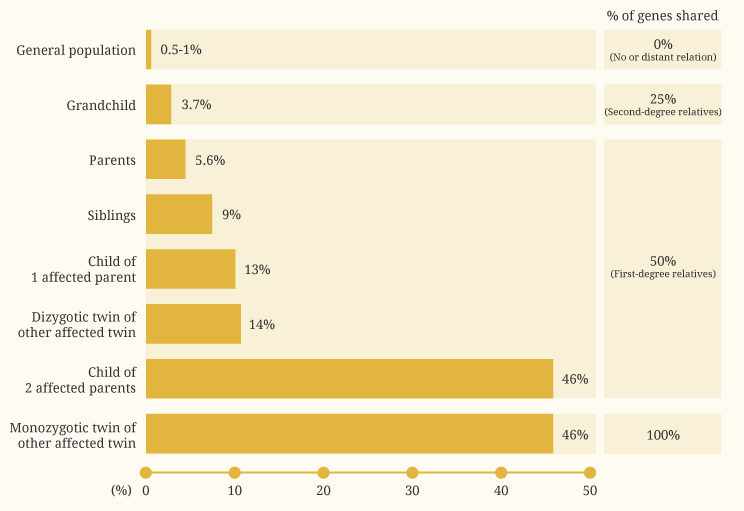 % of genes shared
General population
0.5-1%
0%
(No or distant relation)
Grandchild
3.7%
25%
(Second-degree relatives)
Parents
5.6%
Siblings
9%
Child of
1 affected parent
13%
50%
(First-degree relatives)
Dizygotic twin of
other affected twin
14%
Child of
2 affected parents
46%
Monozygotic twin of
other affected twin
46%
100%
(%)
0
10
20
30
40
50